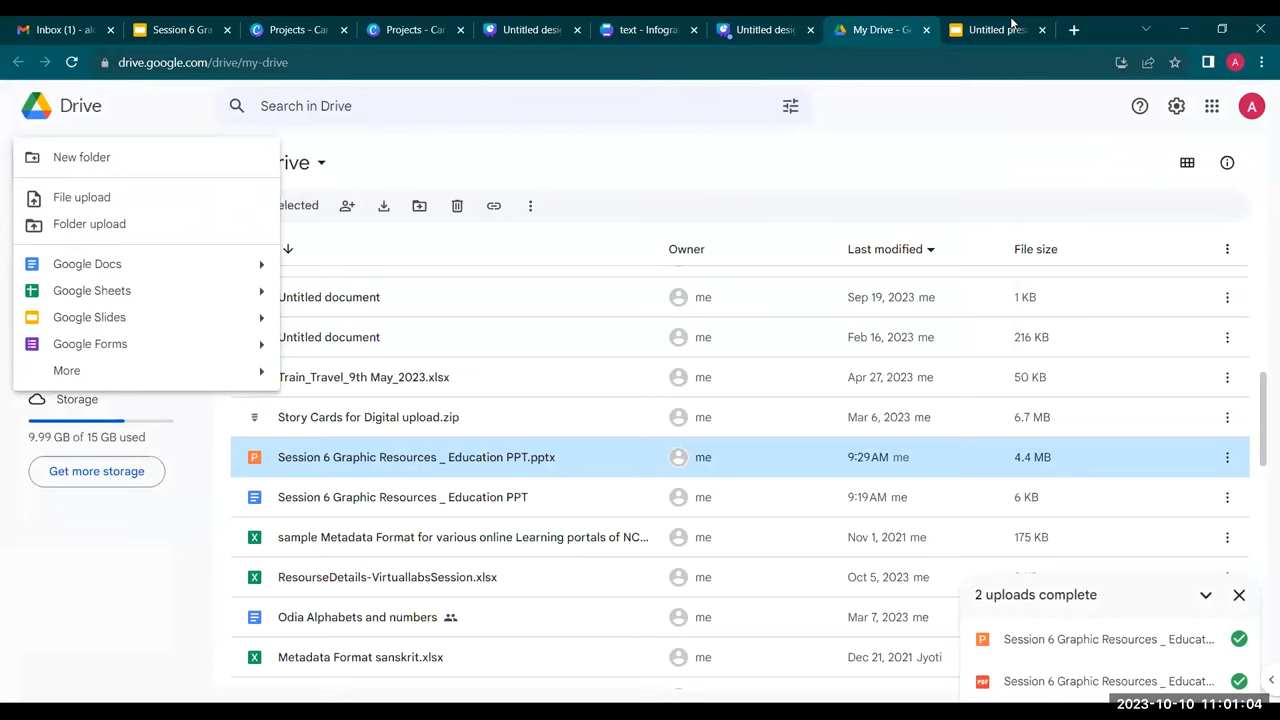 Inbox (1) - al
Session 6 Gra
Projects - Car
Projects - Car
Untitled desi
text - Infogra
Untitled desi
My Drive - G
Untitled pres
drive.google.com/drive/my-drive
A
Drive
Search in Drive
A
New folder
File upload
Folder upload
Google Docs
Google Sheets
Google Slides
Google Forms
More
Storage
9.99 GB of 15 GB used
Get more storage
rive
elected
Owner Last modified File size
Untitled document me Sep 19, 2023 me 1 KB
Untitled document me Feb 16, 2023 me 216 KB
Train_Travel_9th May_2023.xlsx me Apr 27, 2023 me 50 KB
Story Cards for Digital upload.zip me Mar 6, 2023 me 6.7 MB
P Session 6 Graphic Resources _ Education PPT.pptx me 9:29 AM me 4.4 MB
Session 6 Graphic Resources _ Education PPT me 9:19 AM me 6 KB
X sample Metadata Format for various online Learning portals of NC... me Nov 1, 2021 me 175 KB
X ResourseDetails-VirtuallabsSession.xlsx me Oct 5, 2023 me
Odia Alphabets and numbers me Mar 7, 2023 me
X Metadata Format sanskrit.xlsx me Dec 21, 2021 Jyoti
2 uploads complete
P Session 6 Graphic Resources _ Educat...
PDF Session 6 Graphic Resources _ Educat...
2023-10-10 11:01:04